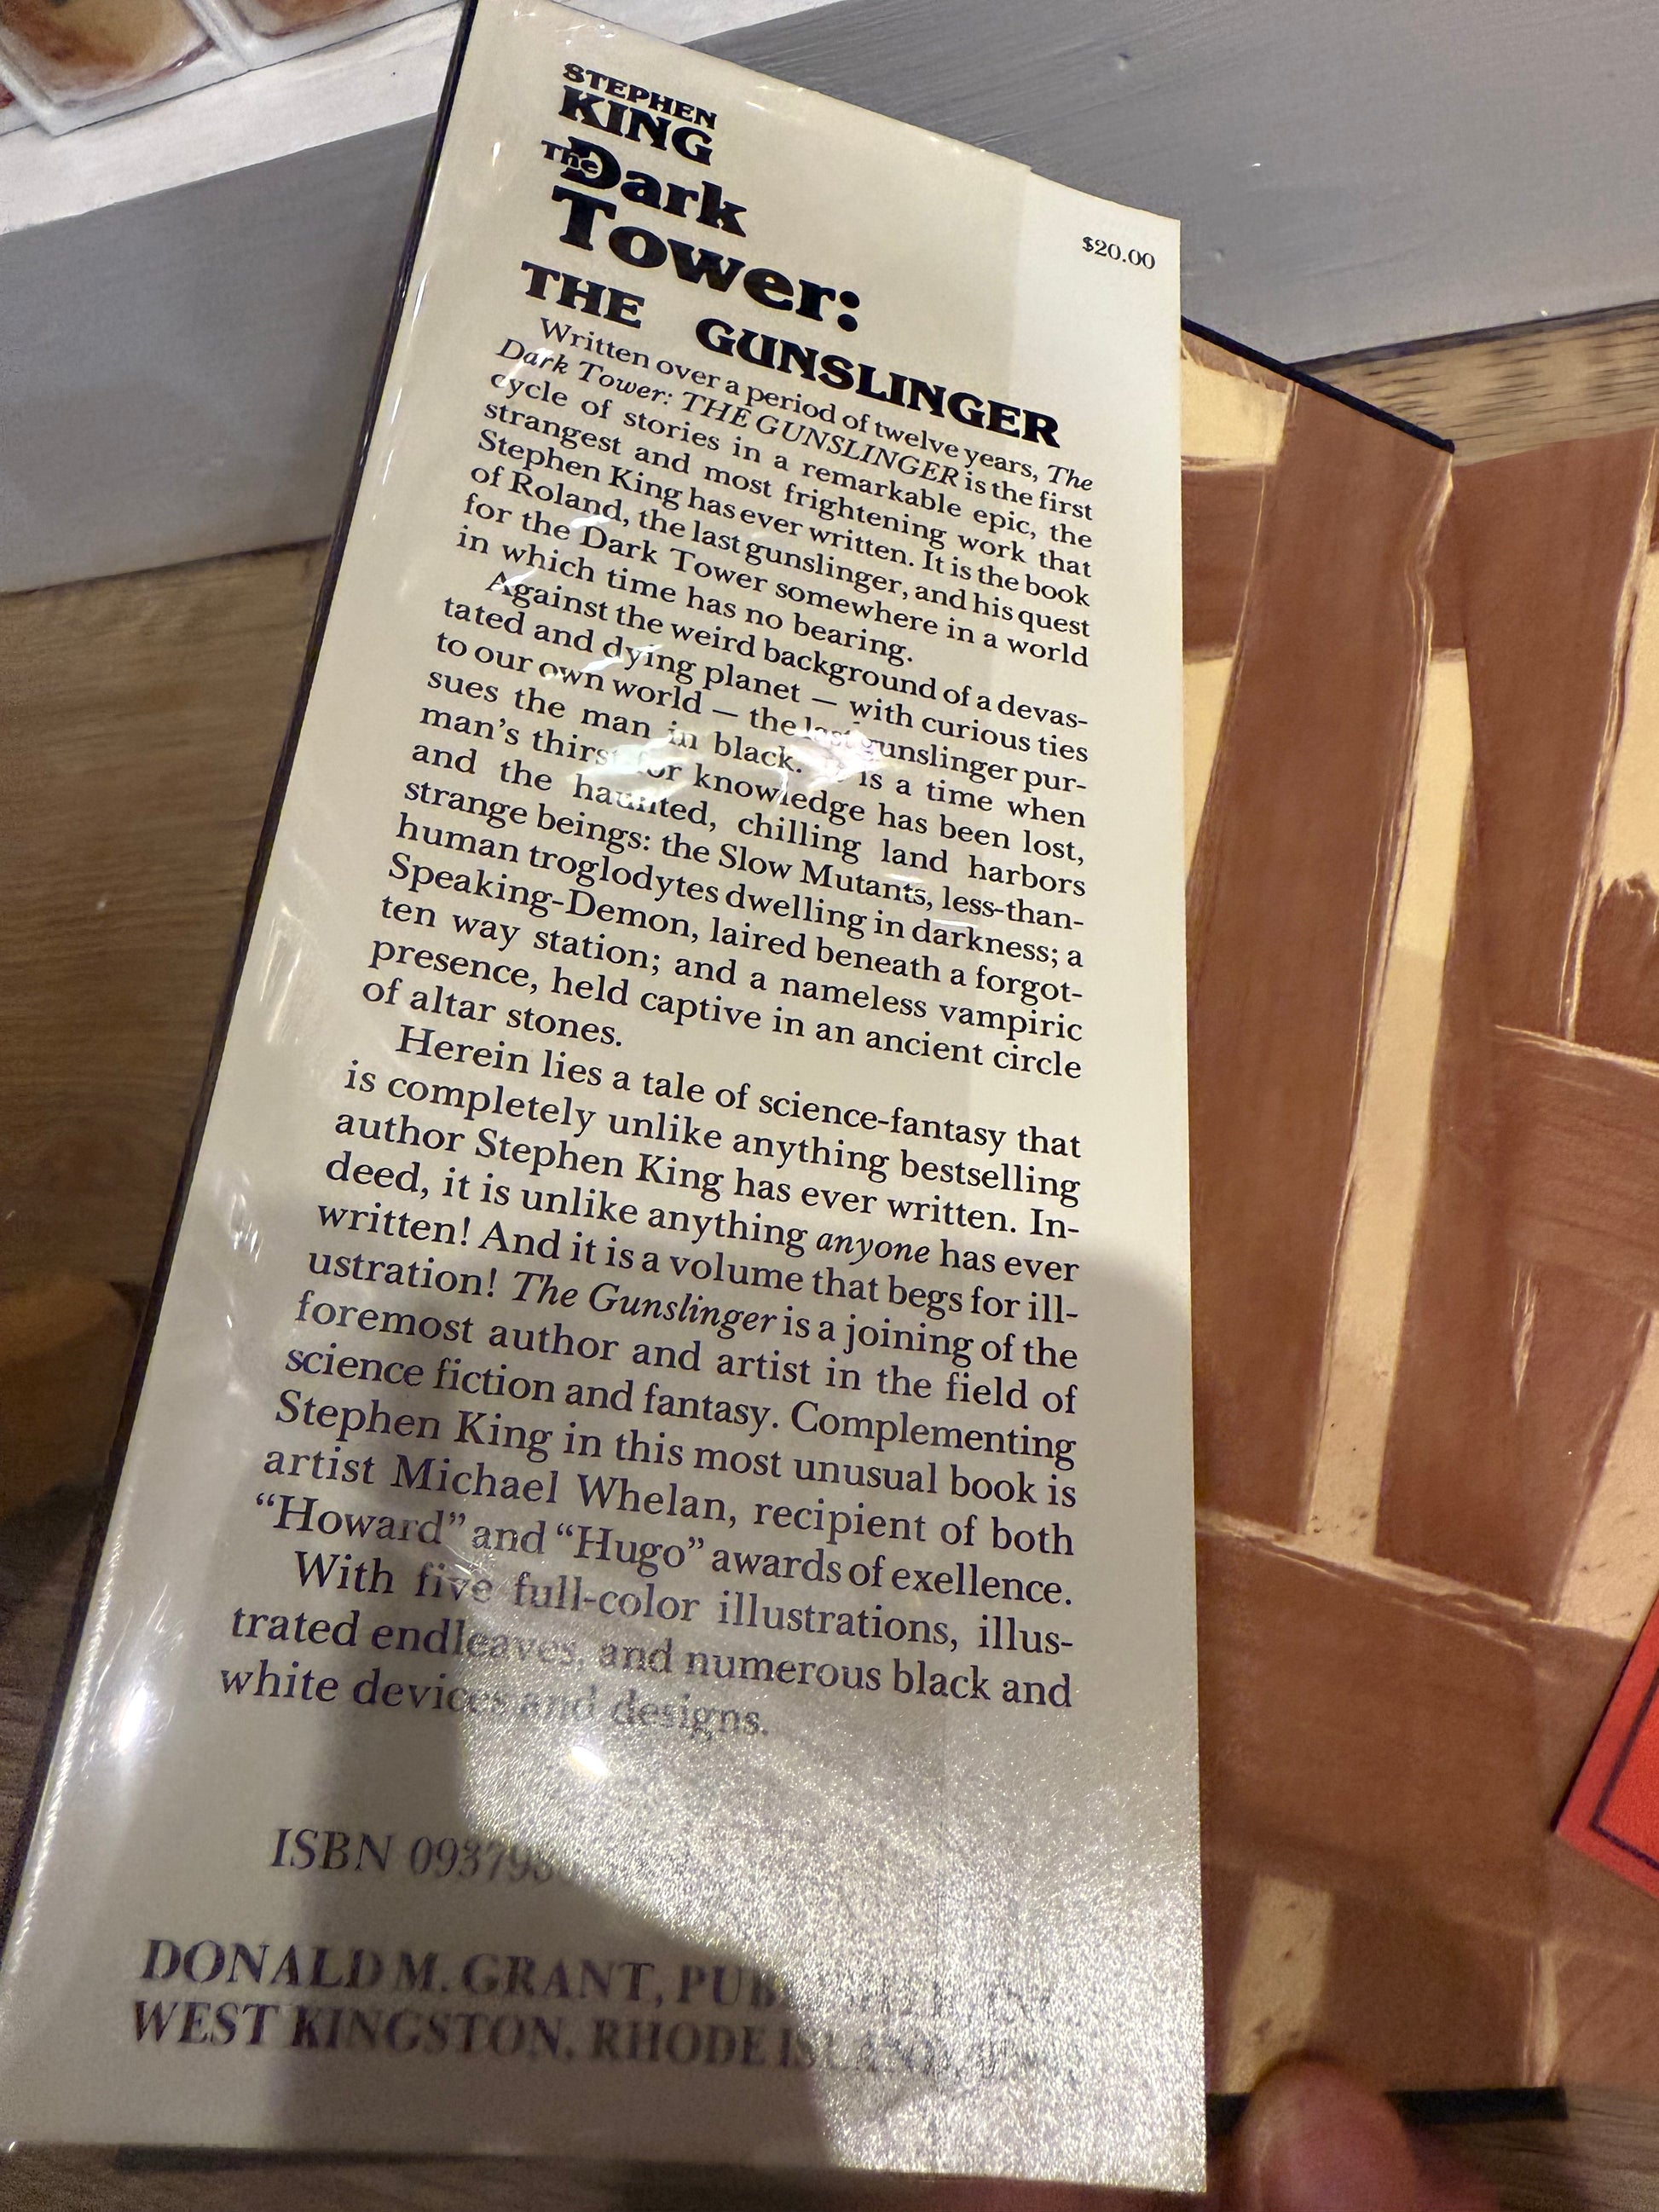 STEPHEN
KING
The Dark
Tower:
THE GUNSLINGER
$20.00
Written over a period of twelve years, The
Dark Tower: THE GUNSLINGER is the first
cycle of stories in a remarkable epic, the
strangest and most frightening work that
Stephen King has ever written. It is the book
of Roland, the last gunslinger, and his quest
for the Dark Tower somewhere in a world
in which time has no bearing.
Against the weird background of a devas-
tated and dying planet — with curious ties
to our own world — the last gunslinger pur-
sues the man in black. is a time when
man's thirst for knowledge has been lost,
and the haunted, chilling land harbors
strange beings: the Slow Mutants, less-than-
human troglodytes dwelling in darkness; a
Speaking-Demon, laired beneath a forgot-
ten way station; and a nameless vampiric
presence, held captive in an ancient circle
of altar stones.
Herein lies a tale of science-fantasy that
is completely unlike anything bestselling
author Stephen King has ever written. In-
deed, it is unlike anything anyone has ever
written! And it is a volume that begs for ill-
ustration! The Gunslinger is a joining of the
foremost author and artist in the field of
science fiction and fantasy. Complementing
Stephen King in this most unusual book is
artist Michael Whelan, recipient of both
“Howard” and “Hugo” awards of exellence.
With five full-color illustrations, illus-
trated endleaves, and numerous black and
white devices and designs.
ISBN
DONALD M. GRANT,
WEST KINGSTON, RHODE ISLAND,